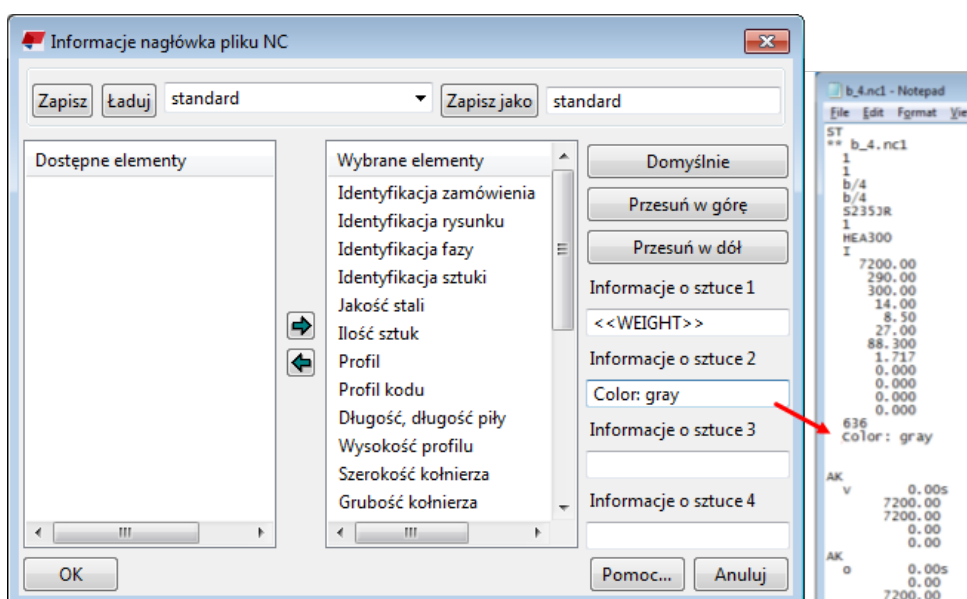 Informacje nagłówka pliku NC
Zapisz Ładuj standard Zapisz jako standard
Dostępne elementy
Wybrane elementy
Identyfikacja zamówienia
Identyfikacja rysunku
Identyfikacja fazy
Identyfikacja sztuki
Jakość stali
Ilość sztuk
Profil
Profil kodu
Długość, długość piły
Wysokość profilu
Szerokość kołnierza
Grubość kołnierza
Domyślnie
Przesuń w górę
Przesuń w dół
Informacje o sztuce 1
<<WEIGHT>>
Informacje o sztuce 2
Color: gray
Informacje o sztuce 3
Informacje o sztuce 4
OK
Pomoc... Anuluj
b_4.nc1 - Notepad
File Edit Format Vie
ST
** b_4.nc1
1
1
b/4
b/4
S235JR
1
HEA300
I
7200.00
290.00
300.00
14.00
8.50
27.00
88.300
1.717
0.000
0.000
0.000
0.000
636
Color: gray
AK
v 0.00s
7200.00
7200.00
0.00
0.00
AK
o 0.00s
0.00
7200.00